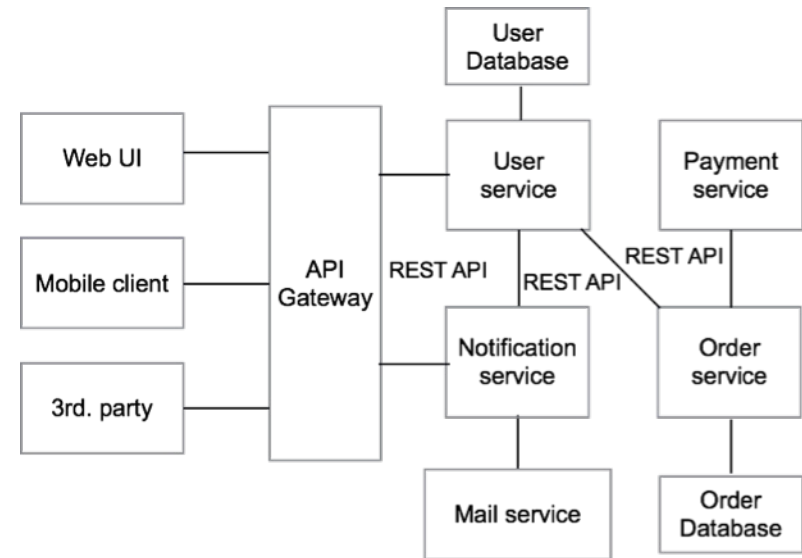 User
Database
Web UI
User
service
Payment
service
Mobile client
API
Gateway
REST API
REST API
REST API
3rd. party
Notification
service
Order
service
Mail service
Order
Database